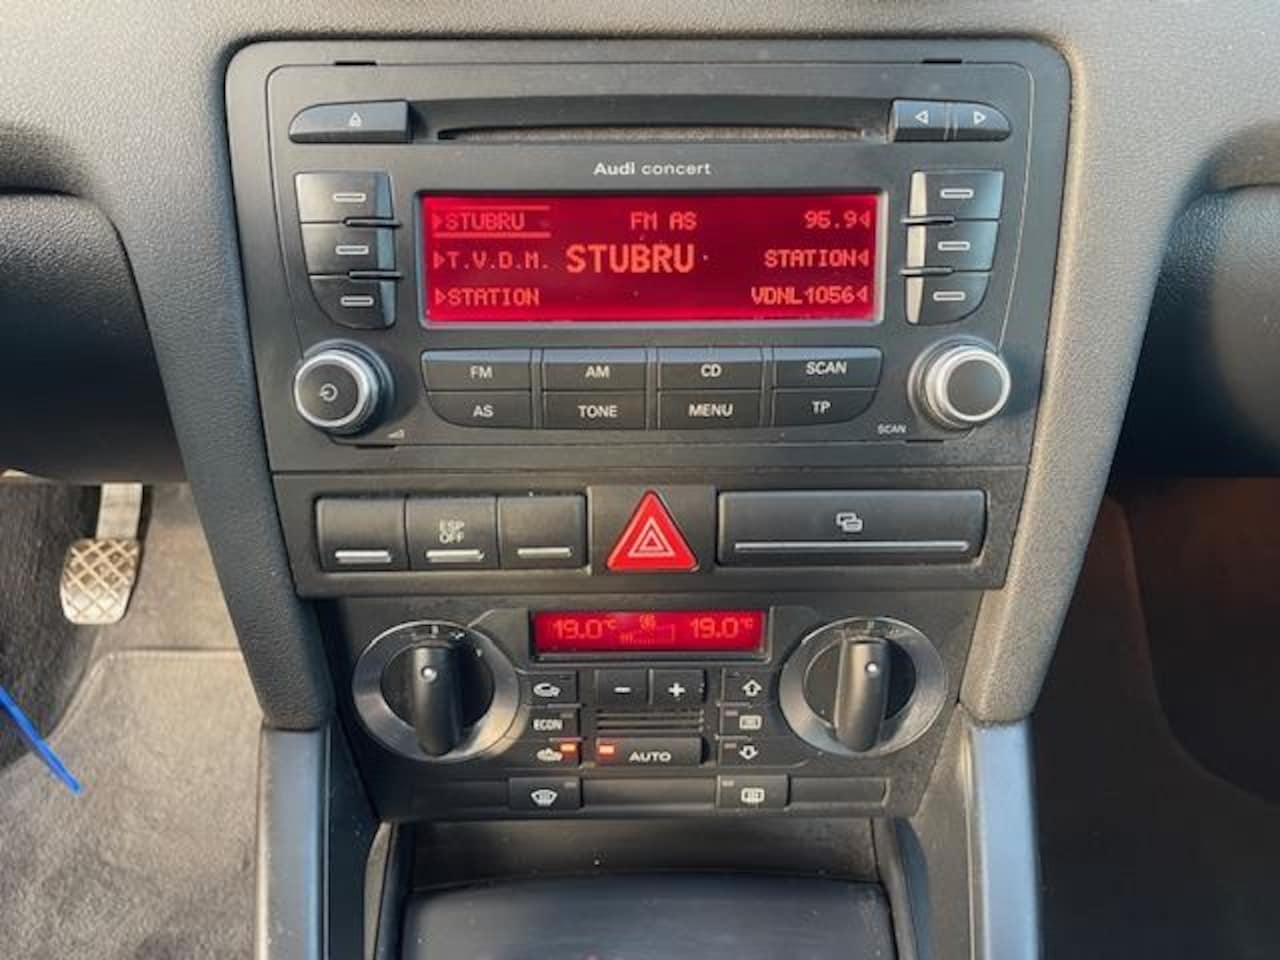 Audi concert
STUBRU FM AS 95.9
T.V.D.M. STUBRU STATION
STATION VDNL1056
FM AM CD SCAN
AS TONE MENU TP
SCAN
ESP
OFF
19.0°C 19.0°C
- +
ECON
AUTO